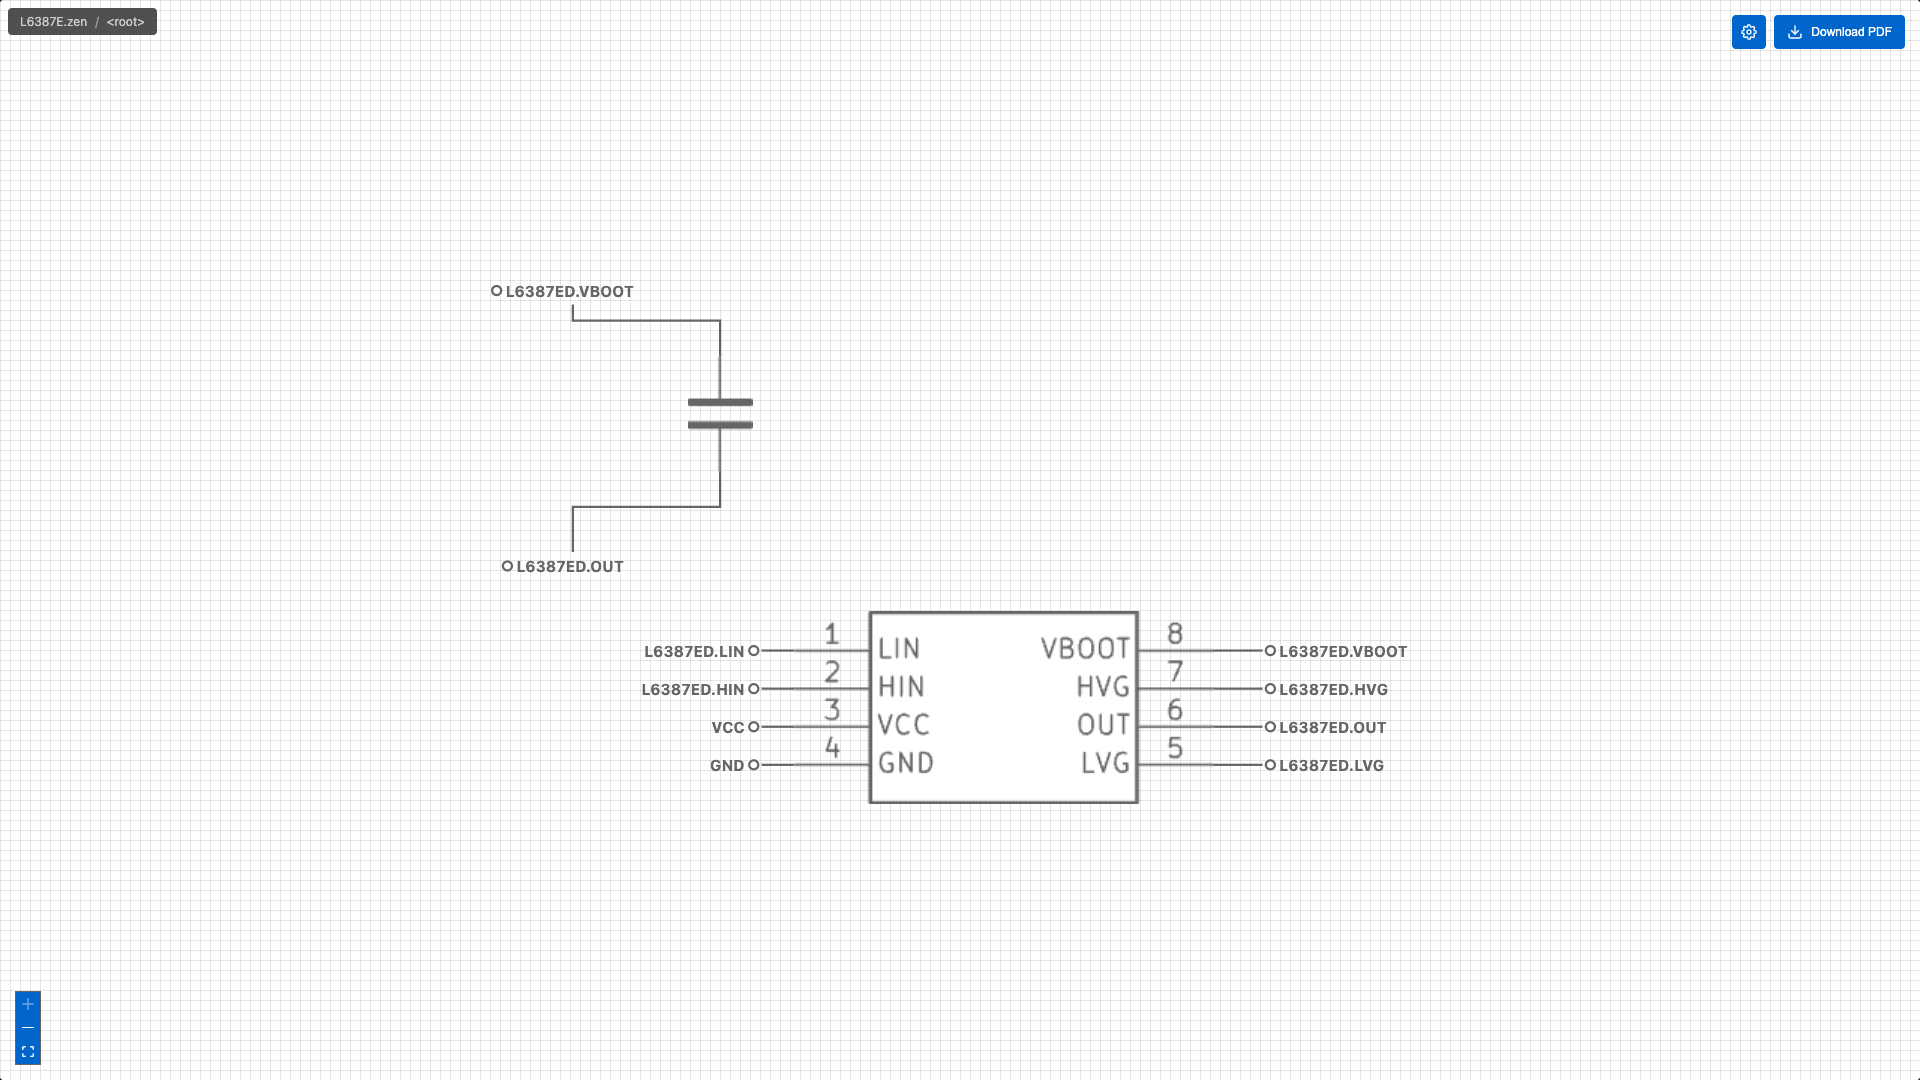 L6387E.zen / <root>
Download PDF
L6387ED.VBOOT
L6387ED.OUT
1 8
L6387ED.LIN LIN VBOOT L6387ED.VBOOT
2 7
L6387ED.HIN HIN HVG L6387ED.HVG
3 6
VCC VCC OUT L6387ED.OUT
4 5
GND GND LVG L6387ED.LVG